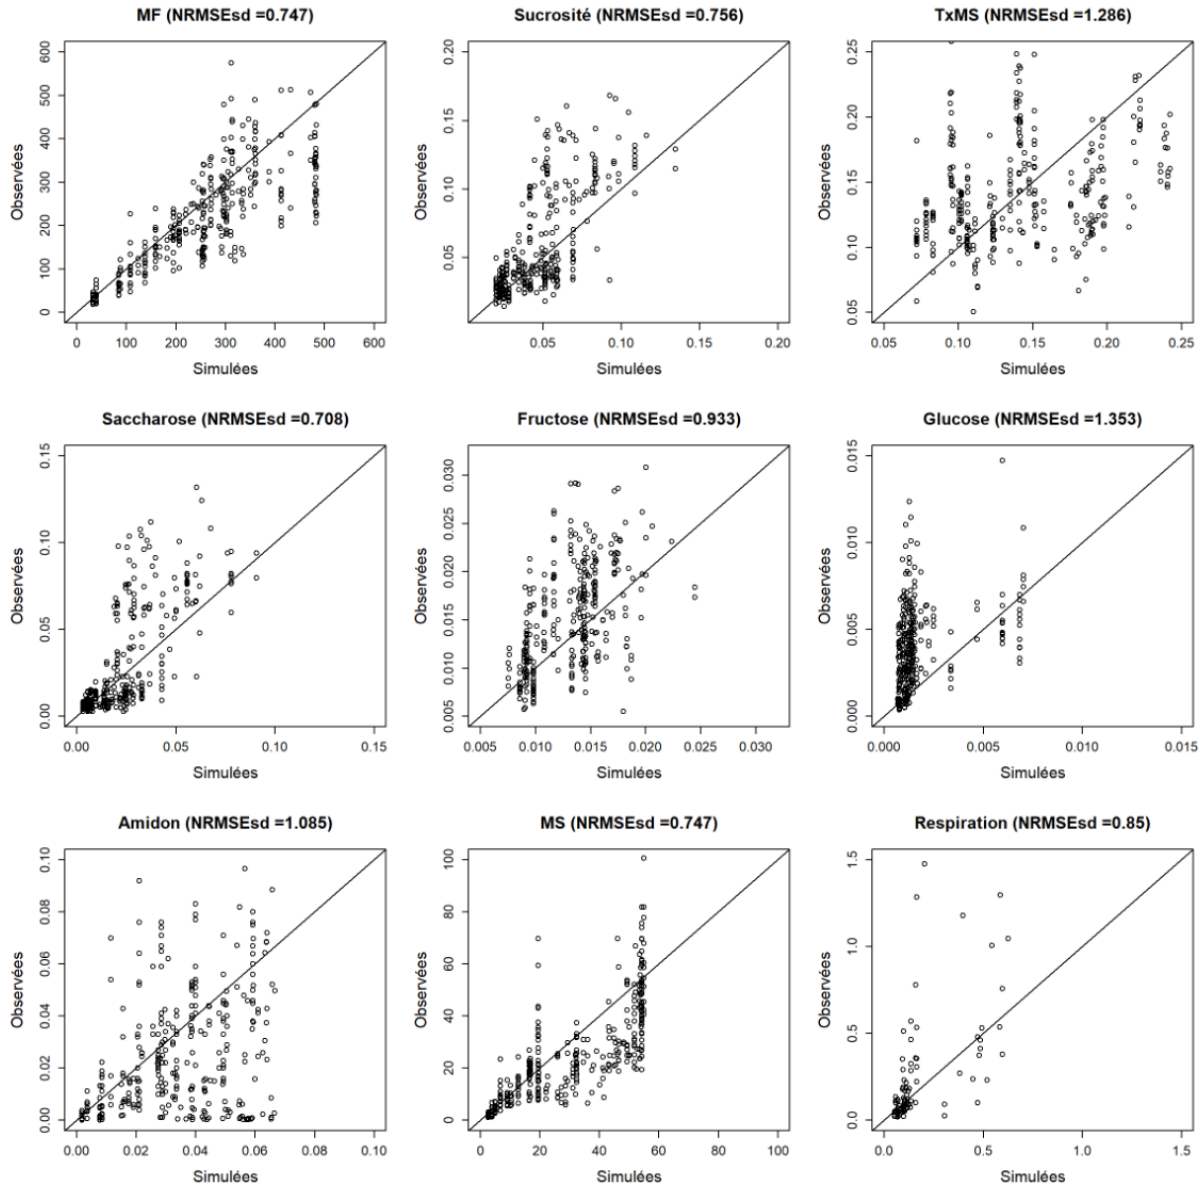 MF (NRMSEsd =0.747)
Observées
600
500
400
300
200
100
0
0 100 200 300 400 500 600
Simulées
Sucrosité (NRMSEsd =0.756)
Observées
0.20
0.15
0.10
0.05
0.05 0.10 0.15 0.20
Simulées
TxMS (NRMSEsd =1.286)
Observées
0.25
0.20
0.15
0.10
0.05
0.05 0.10 0.15 0.20 0.25
Simulées
Saccharose (NRMSEsd =0.708)
Observées
0.15
0.10
0.05
0.00
0.00 0.05 0.10 0.15
Simulées
Fructose (NRMSEsd =0.933)
Observées
0.030
0.025
0.020
0.015
0.010
0.005
0.005 0.010 0.015 0.020 0.025 0.030
Simulées
Glucose (NRMSEsd =1.353)
Observées
0.015
0.010
0.005
0.000
0.000 0.005 0.010 0.015
Simulées
Amidon (NRMSEsd =1.085)
Observées
0.10
0.08
0.06
0.04
0.02
0.00
0.00 0.02 0.04 0.06 0.08 0.10
Simulées
MS (NRMSEsd =0.747)
Observées
100
80
60
40
20
0
0 20 40 60 80 100
Simulées
Respiration (NRMSEsd =0.85)
Observées
1.5
1.0
0.5
0.0
0.0 0.5 1.0 1.5
Simulées